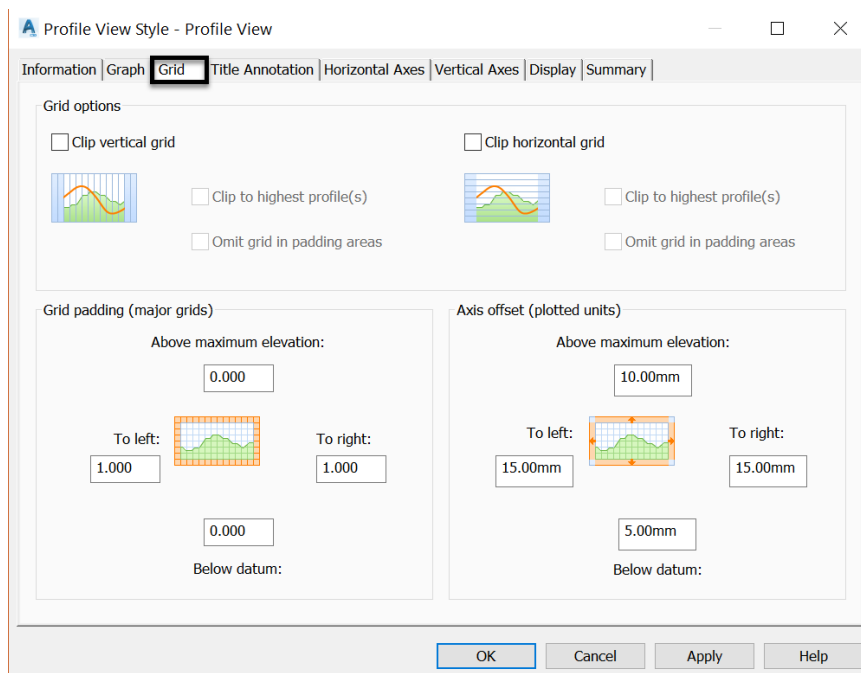 Profile View Style - Profile View
Information Graph Grid Title Annotation Horizontal Axes Vertical Axes Display Summary
Grid options
Clip vertical grid
Clip to highest profile(s)
Omit grid in padding areas
Clip horizontal grid
Clip to highest profile(s)
Omit grid in padding areas
Grid padding (major grids)
Above maximum elevation:
0.000
To left:
1.000
To right:
1.000
0.000
Below datum:
Axis offset (plotted units)
Above maximum elevation:
10.00mm
To left:
15.00mm
To right:
15.00mm
5.00mm
Below datum:
OK Cancel Apply Help